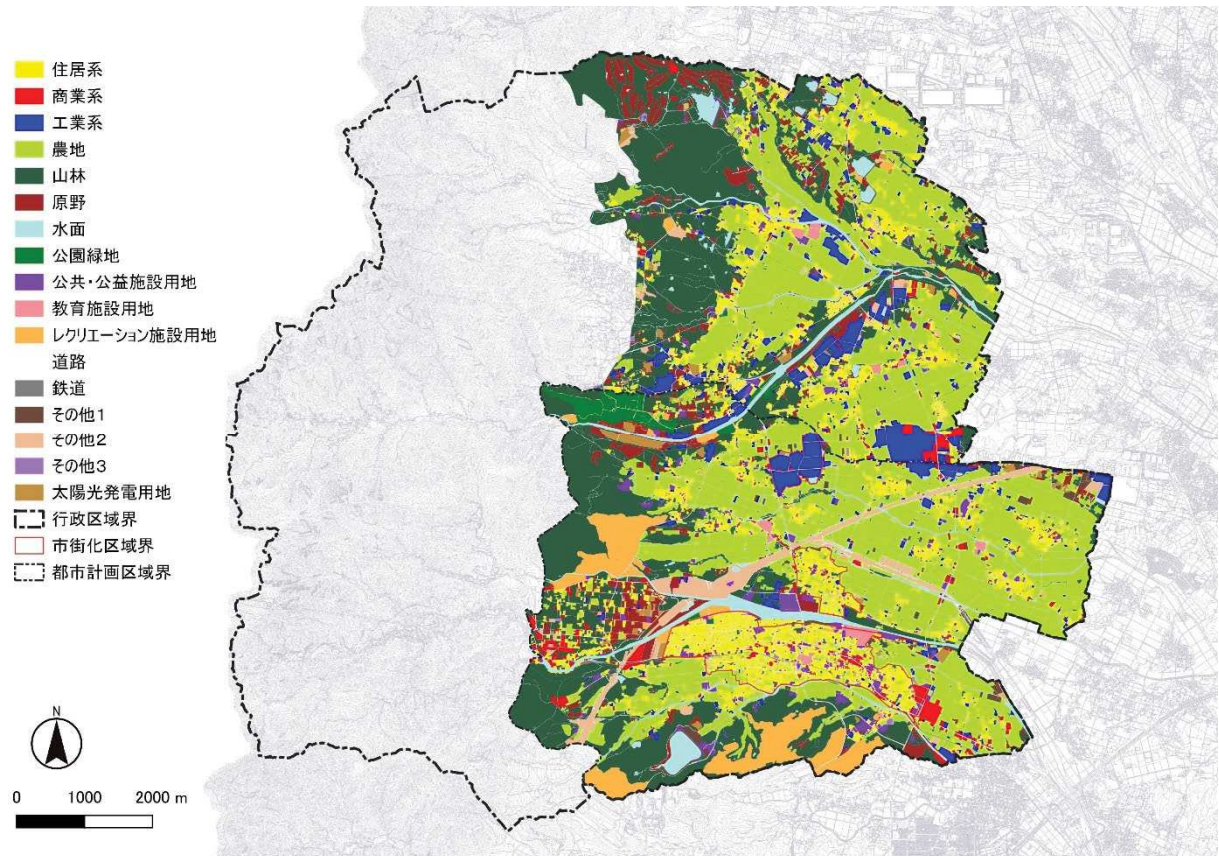 住居系
商業系
工業系
農地
山林
原野
水面
公園緑地
公共・公益施設用地
教育施設用地
レクリエーション施設用地
道路
鉄道
その他1
その他2
その他3
太陽光発電用地
行政区域界
市街化区域界
都市計画区域界
N
0 1000 2000 m